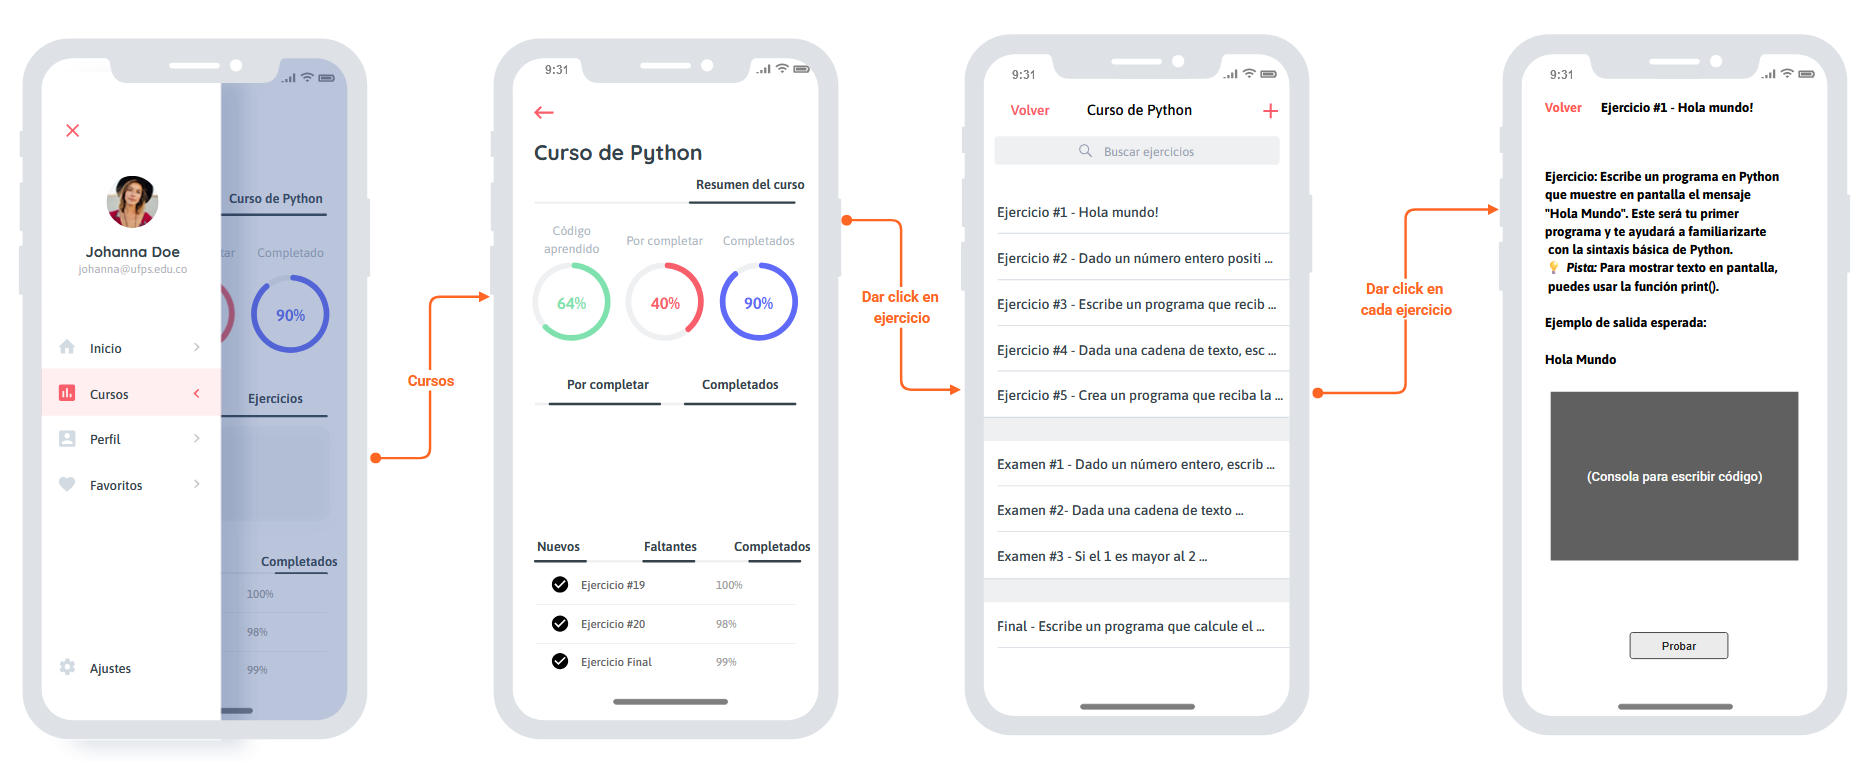 Johanna Doe
johanna@ufps.edu.co
Inicio
Cursos
Perfil
Favoritos
Ajustes
Curso de Python
tar
Completado
90%
Ejercicios
Completados
100%
98%
99%
Cursos
9:31
Curso de Python
Resumen del curso
Código
aprendido
Por completar
Completados
64%
40%
90%
Por completar
Completados
Nuevos
Faltantes
Completados
Ejercicio #19
100%
Ejercicio #20
98%
Ejercicio Final
99%
Dar click en
ejercicio
9:31
Volver
Curso de Python
Buscar ejercicios
Ejercicio #1 - Hola mundo!
Ejercicio #2 - Dado un número entero positi ...
Ejercicio #3 - Escribe un programa que recib ...
Ejercicio #4 - Dada una cadena de texto, esc ...
Ejercicio #5 - Crea un programa que reciba la ...
Examen #1 - Dado un número entero, escrib ...
Examen #2- Dada una cadena de texto ...
Examen #3 - Si el 1 es mayor al 2 ...
Final - Escribe un programa que calcule el ...
Dar click en
cada ejercicio
9:31
Volver
Ejercicio #1 - Hola mundo!
Ejercicio: Escribe un programa en Python
que muestre en pantalla el mensaje
"Hola Mundo". Este será tu primer
programa y te ayudará a familiarizarte
con la sintaxis básica de Python.
💡 Pista: Para mostrar texto en pantalla,
puedes usar la función print().
Ejemplo de salida esperada:
Hola Mundo
(Consola para escribir código)
Probar